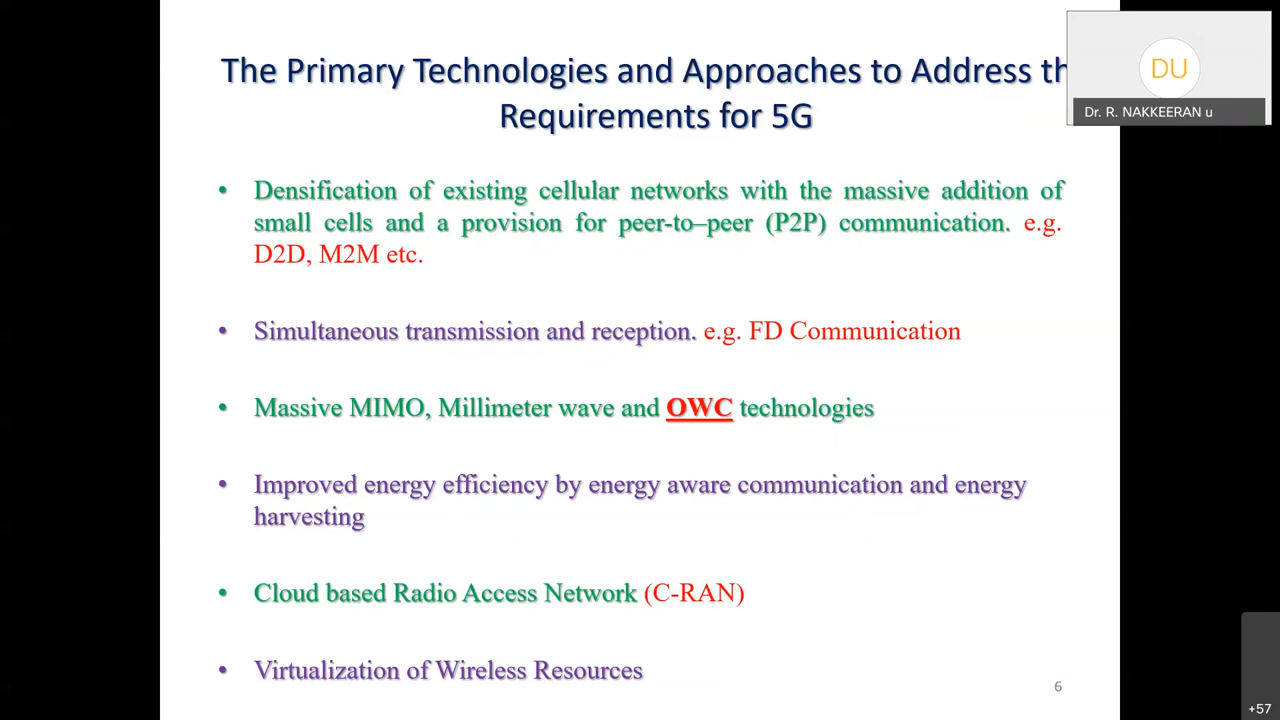 The Primary Technologies and Approaches to Address th
Requirements for 5G
DU
Dr. R. NAKKEERAN u
• Densification of existing cellular networks with the massive addition of
small cells and a provision for peer-to–peer (P2P) communication. e.g.
D2D, M2M etc.
• Simultaneous transmission and reception. e.g. FD Communication
• Massive MIMO, Millimeter wave and OWC technologies
• Improved energy efficiency by energy aware communication and energy
harvesting
• Cloud based Radio Access Network (C-RAN)
• Virtualization of Wireless Resources
6
+57